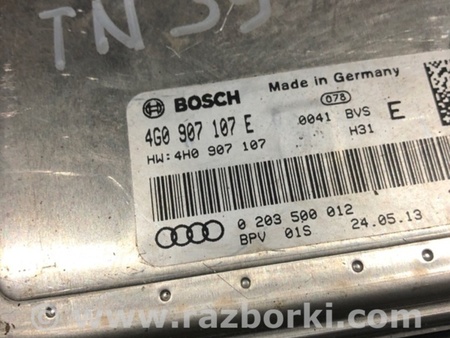 TN 39
BOSCH
Made in Germany
4G0 907 107 E
078
0041 BVS
E
HW:4H0 907 107
H31
0 203 500 012
BPV 01S
24.05.13
© www.razborki.com